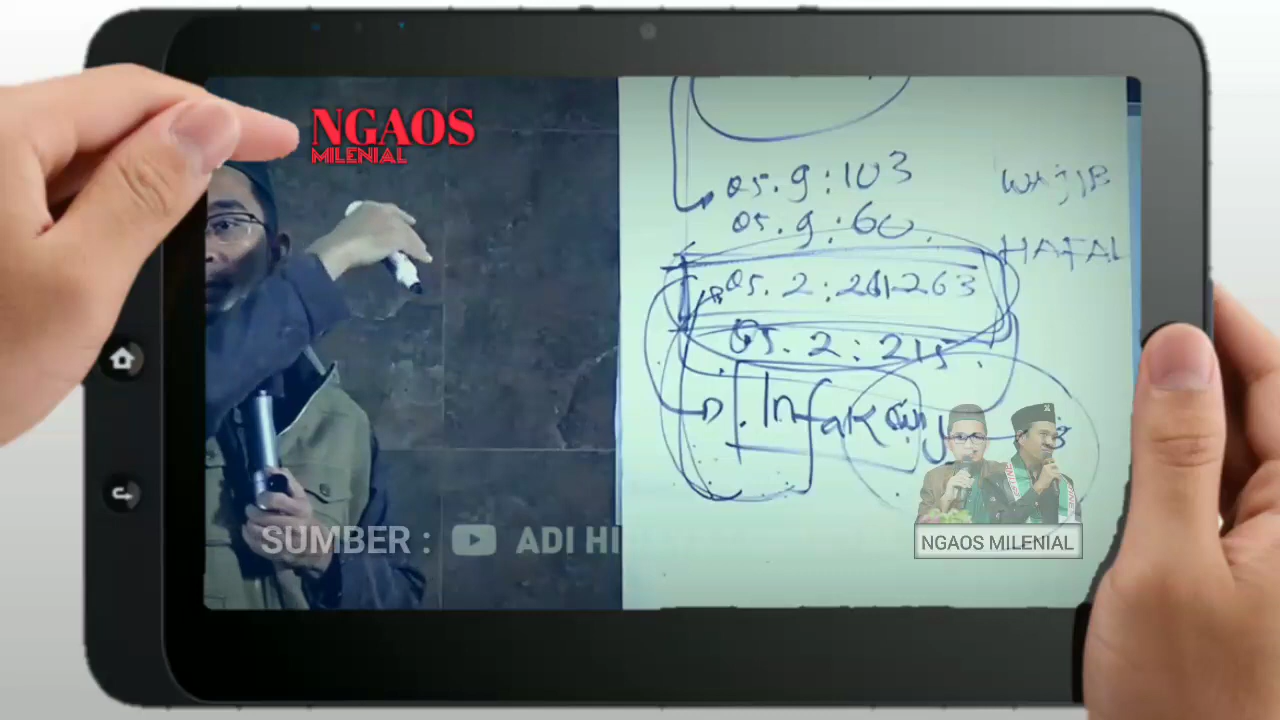 NGAOS
MILENIAL
QS. 9 : 103
QS. 9 : 60
WAJIB
HAFAL
QS. 2 : 261-263
QS. 2 : 215
Infak
SUMBER : ADI HI
NGAOS MILENIAL